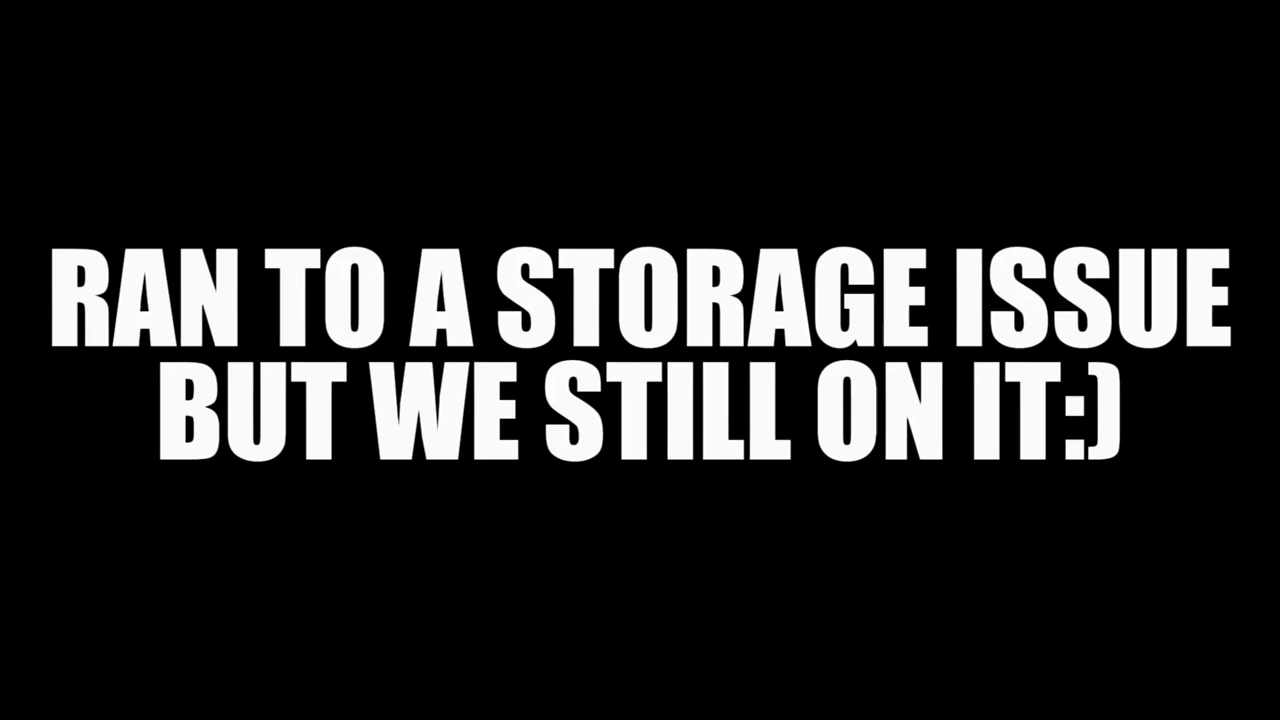 RAN TO A STORAGE ISSUE
BUT WE STILL ON IT:)